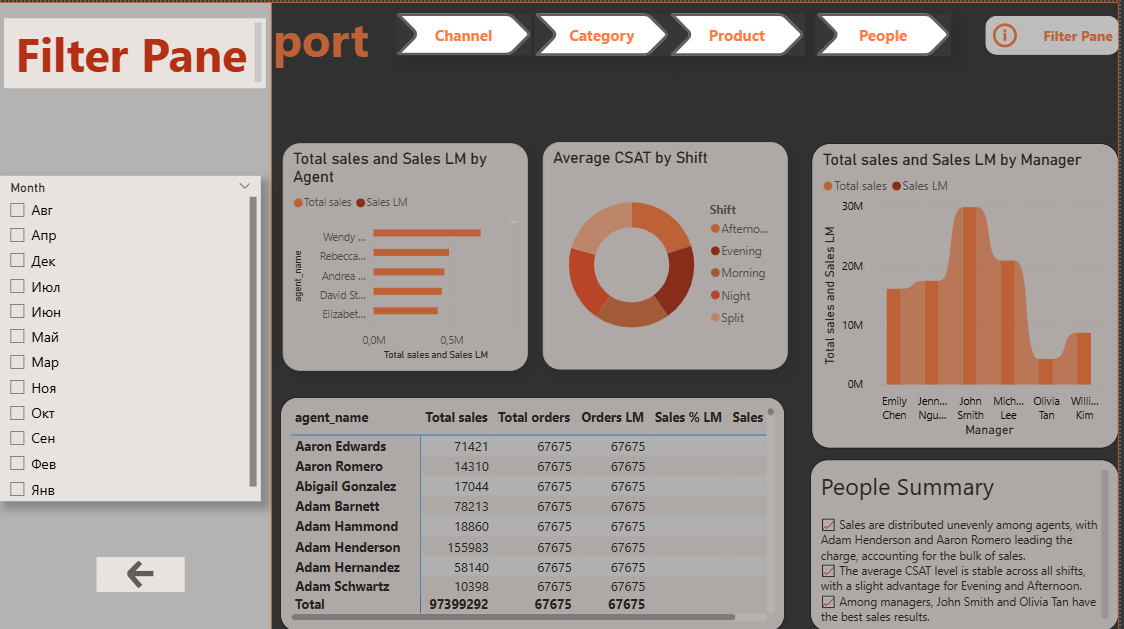 Filter Pane
port
Channel
Category
Product
People
Filter Pane
Month
Авг
Апр
Дек
Июл
Июн
Май
Мар
Ноя
Окт
Сен
Фев
Янв
Total sales and Sales LM by
Agent
Total sales Sales LM
agent_name
Wendy ...
Rebecca...
Andrea ...
David St...
Elizabet...
0,0M 0,5M
Total sales and Sales LM
Average CSAT by Shift
Shift
Afterno...
Evening
Morning
Night
Split
Total sales and Sales LM by Manager
Total sales Sales LM
Total sales and Sales LM
30M
20M
10M
0M
Emily Chen
Jenn... Ngu...
John Smith
Mich... Lee
Olivia Tan
Willi... Kim
Manager
agent_name Total sales Total orders Orders LM Sales % LM Sales
Aaron Edwards 71421 67675 67675
Aaron Romero 14310 67675 67675
Abigail Gonzalez 17044 67675 67675
Adam Barnett 78213 67675 67675
Adam Hammond 18860 67675 67675
Adam Henderson 155983 67675 67675
Adam Hernandez 58140 67675 67675
Adam Schwartz 10398 67675 67675
Total 97399292 67675 67675
People Summary
Sales are distributed unevenly among agents, with
Adam Henderson and Aaron Romero leading the
charge, accounting for the bulk of sales.
The average CSAT level is stable across all shifts,
with a slight advantage for Evening and Afternoon.
Among managers, John Smith and Olivia Tan have
the best sales results.